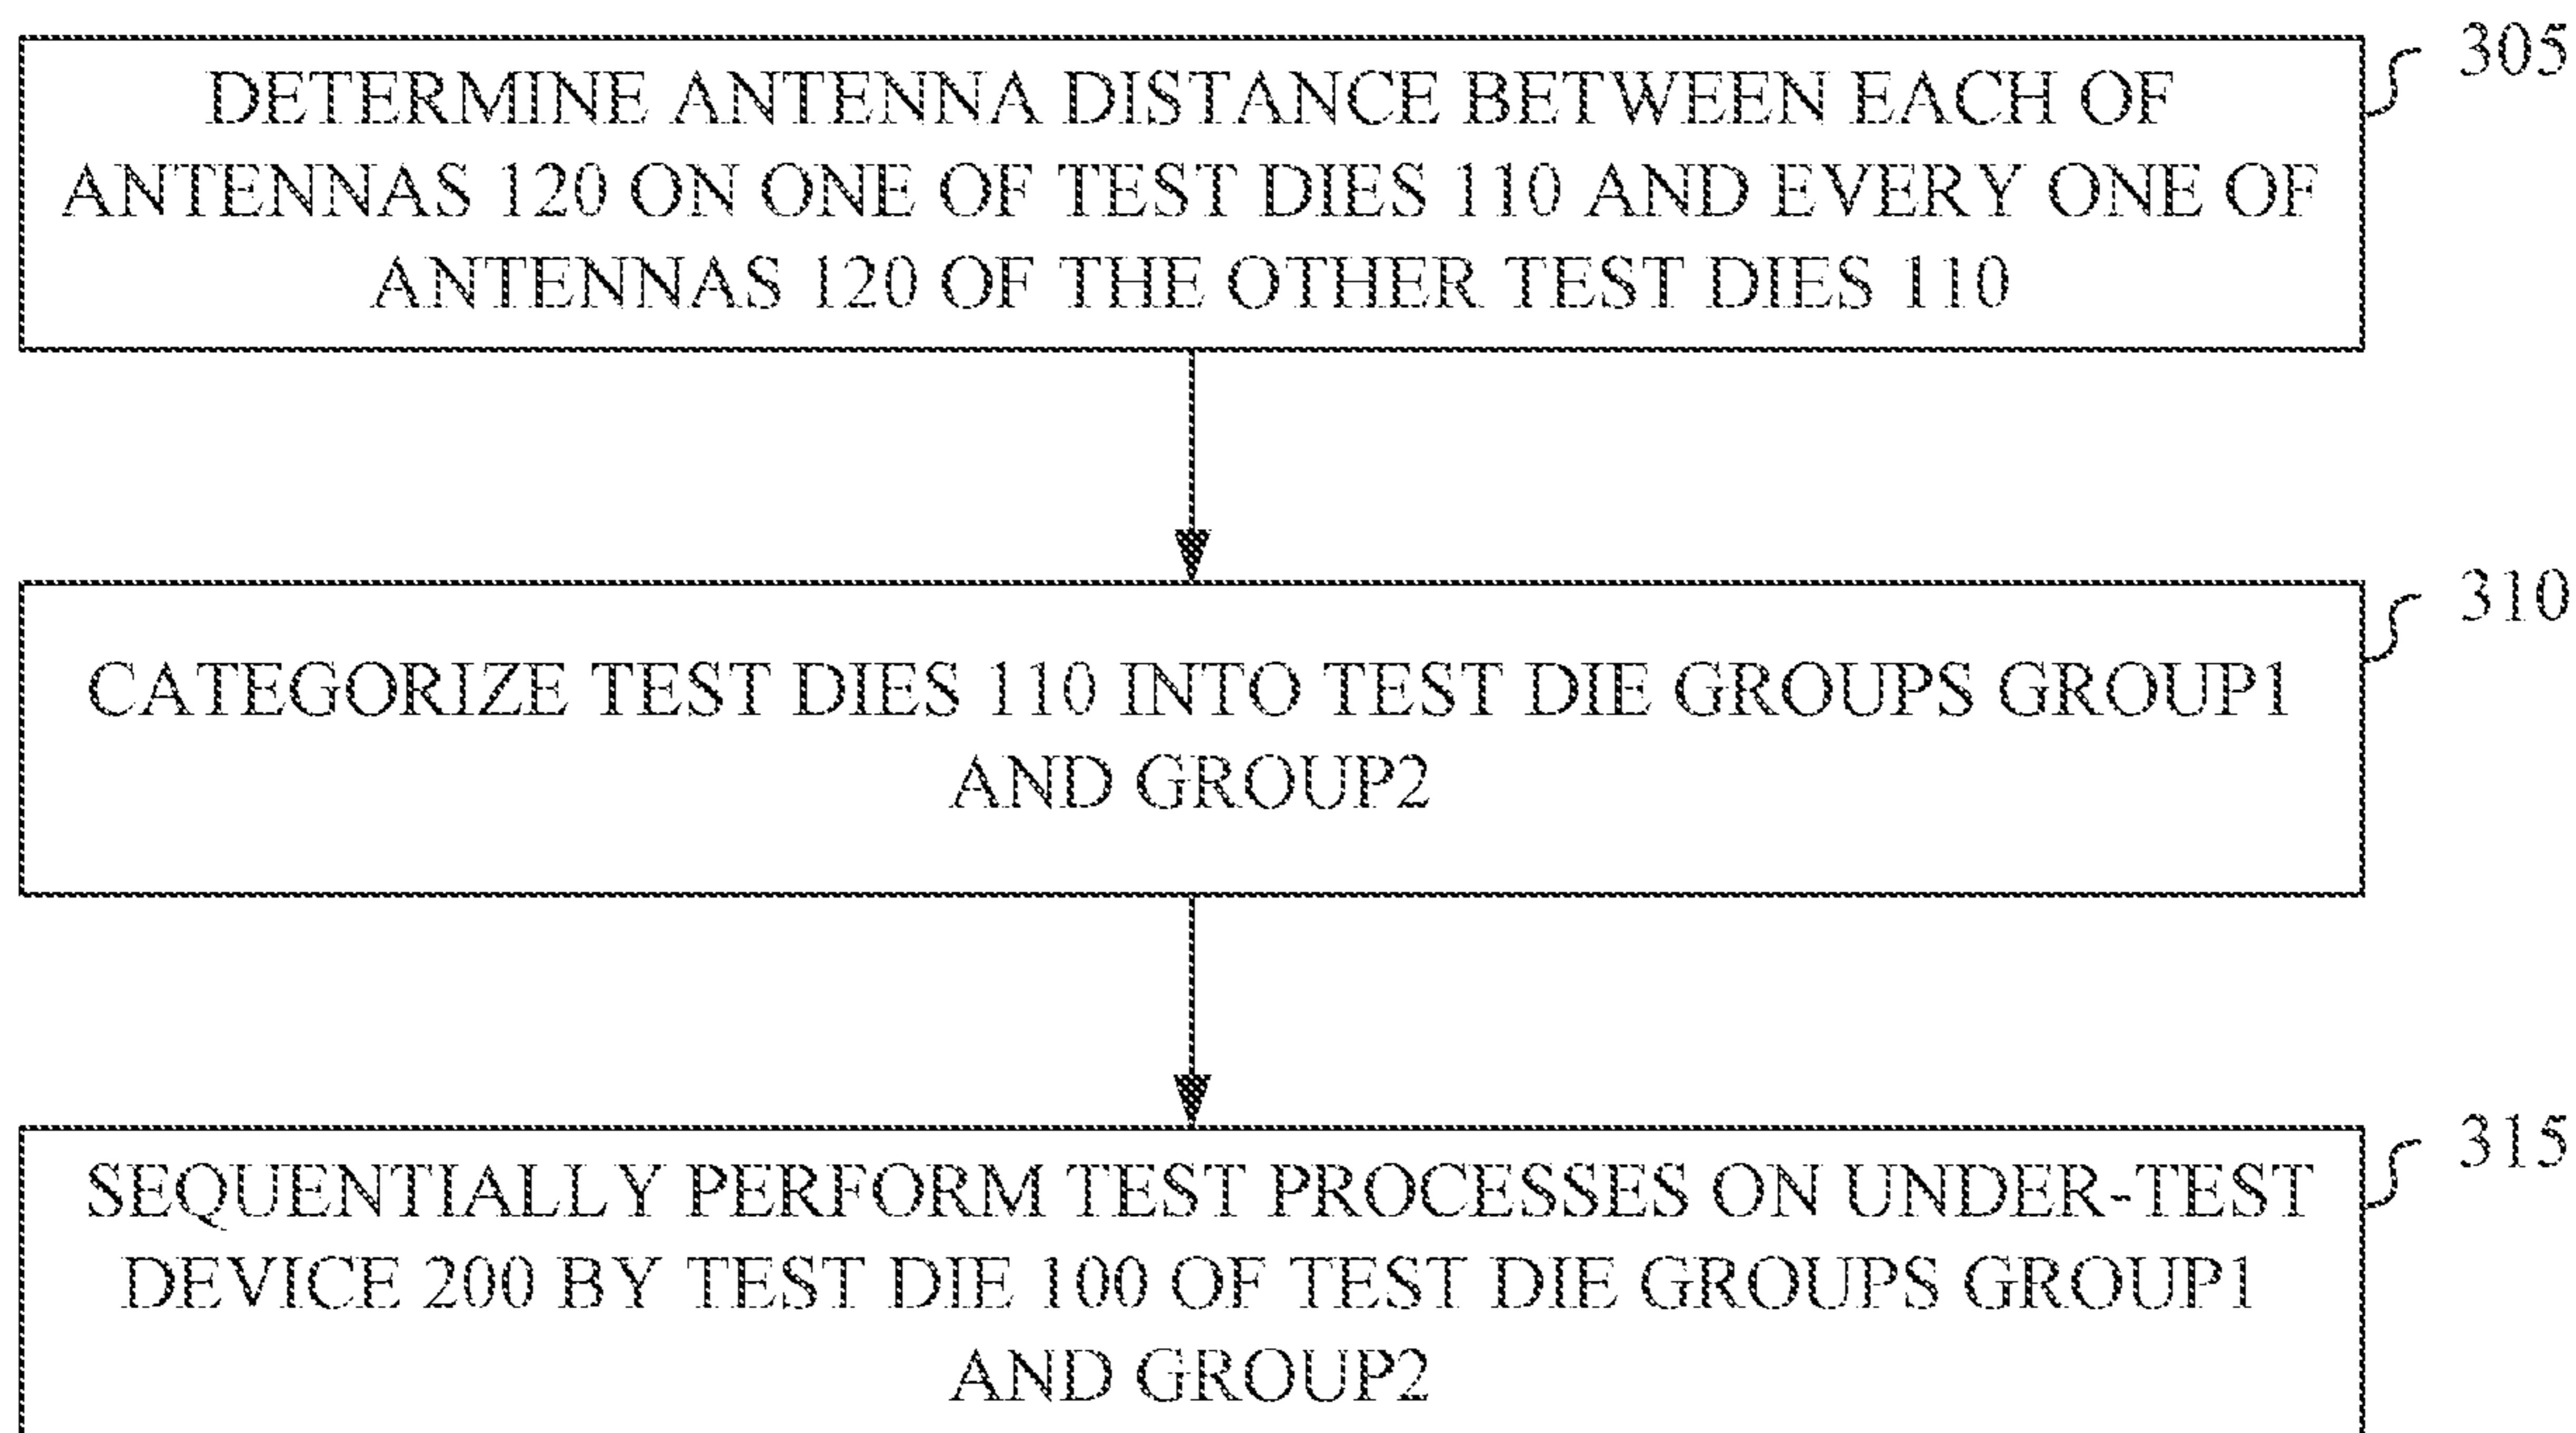 305
DETERMINE ANTENNA DISTANCE BETWEEN EACH OF
ANTENNAS 120 ON ONE OF TEST DIES 110 AND EVERY ONE OF
ANTENNAS 120 OF THE OTHER TEST DIES 110
310
CATEGORIZE TEST DIES 110 INTO TEST DIE GROUPS GROUP1
AND GROUP2
315
SEQUENTIALLY PERFORM TEST PROCESSES ON UNDER-TEST
DEVICE 200 BY TEST DIE 100 OF TEST DIE GROUPS GROUP1
AND GROUP2